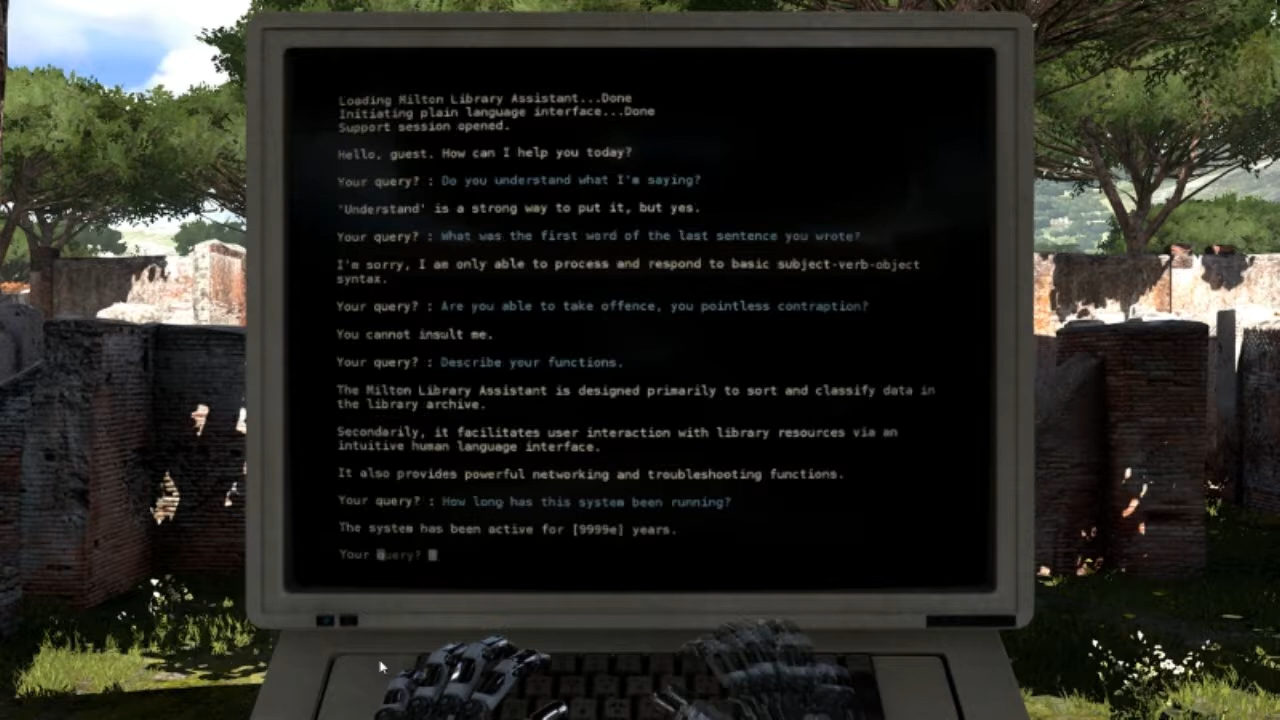 Loading Milton Library Assistant...Done
Initiating plain language interface...Done
Support session opened.
Hello, guest. How can I help you today?
Your query? : Do you understand what I'm saying?
'Understand' is a strong way to put it, but yes.
Your query? : What was the first word of the last sentence you wrote?
I'm sorry, I am only able to process and respond to basic subject-verb-object
syntax.
Your query? : Are you able to take offence, you pointless contraption?
You cannot insult me.
Your query? : Describe your functions.
The Milton Library Assistant is designed primarily to sort and classify data in
the library archive.
Secondarily, it facilitates user interaction with library resources via an
intuitive human language interface.
It also provides powerful networking and troubleshooting functions.
Your query? : How long has this system been running?
The system has been active for [9999e] years.
Your query?